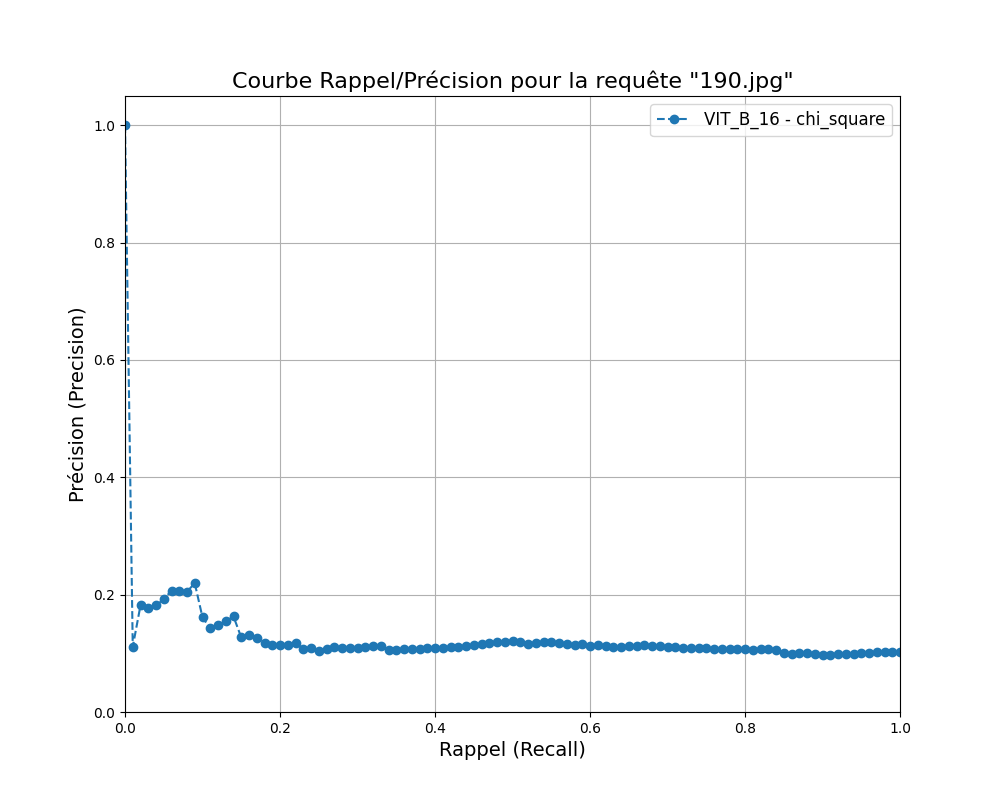 Courbe Rappel/Précision pour la requête "190.jpg"
VIT_B_16 - chi_square
1.0
0.8
0.6
0.4
0.2
0.0
Précision (Precision)
0.0 0.2 0.4 0.6 0.8 1.0
Rappel (Recall)